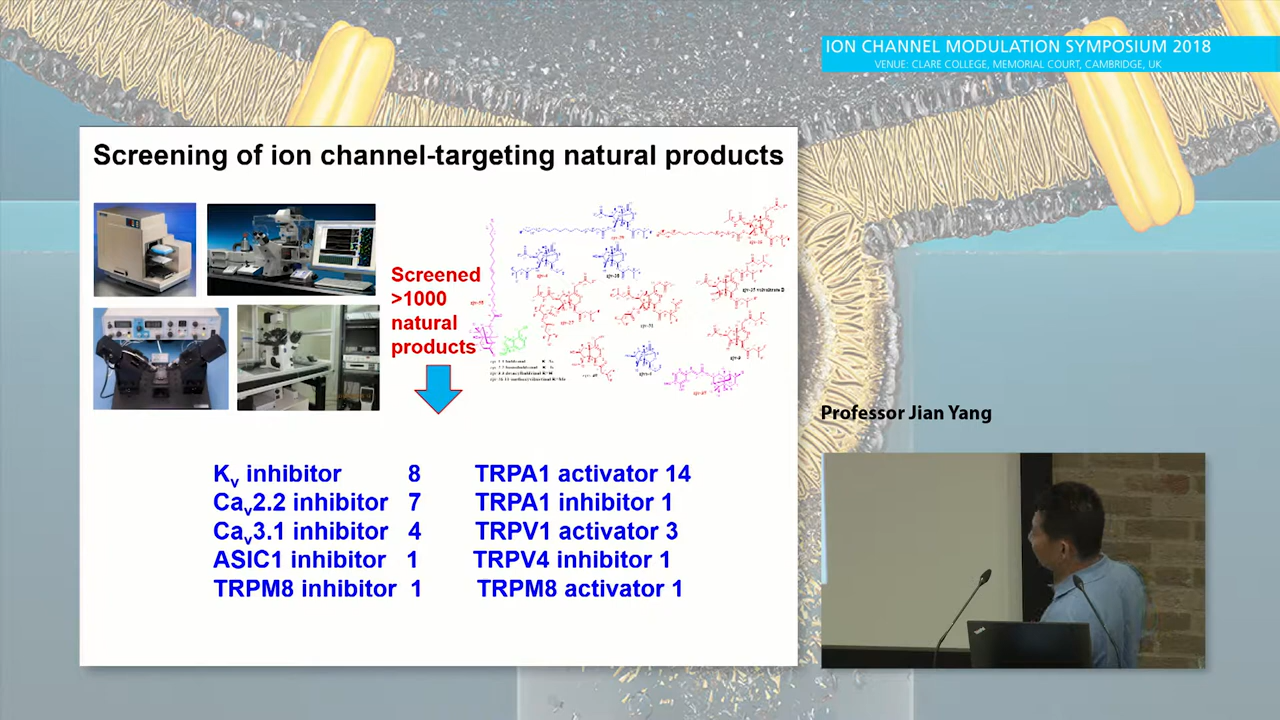 ION CHANNEL MODULATION SYMPOSIUM 2018
VENUE: CLARE COLLEGE, MEMORIAL COURT, CAMBRIDGE, UK
Screening of ion channel-targeting natural products
Screened
>1000
natural
products
Kv inhibitor 8
Cav2.2 inhibitor 7
Cav3.1 inhibitor 4
ASIC1 inhibitor 1
TRPM8 inhibitor 1
TRPA1 activator 14
TRPA1 inhibitor 1
TRPV1 activator 3
TRPV4 inhibitor 1
TRPM8 activator 1
Professor Jian Yang